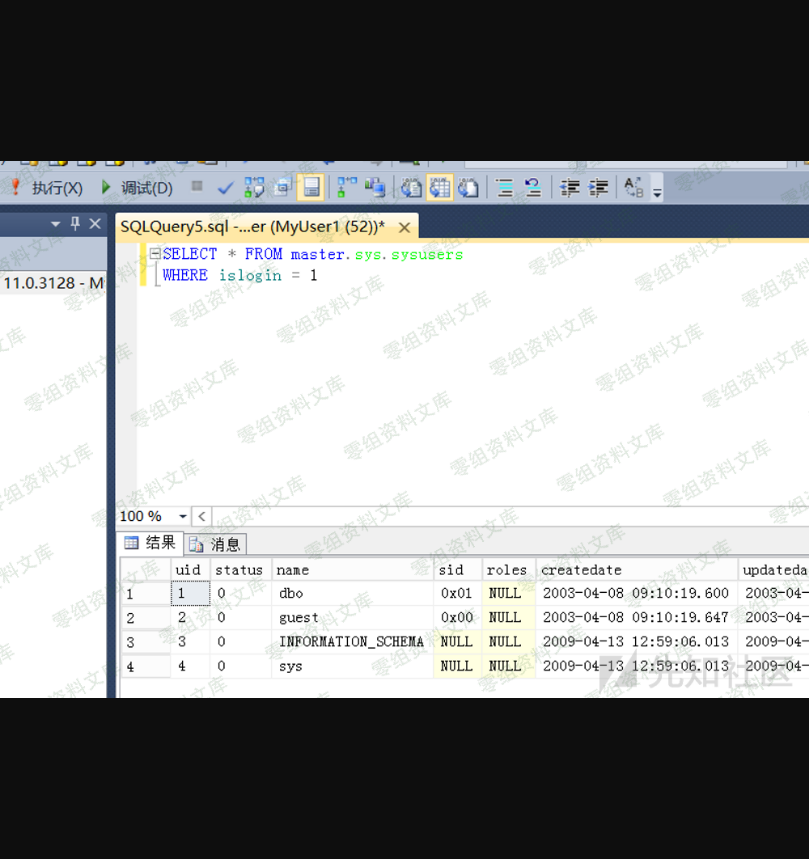 执行(X) 调试(D)
SQLQuery5.sql -...er (MyUser1 (52))*
11.0.3128 - M
SELECT * FROM master.sys.sysusers
WHERE islogin = 1
100 %
结果 消息
uid status name sid roles createdate updateda
1 1 0 dbo 0x01 NULL 2003-04-08 09:10:19.600 2003-04-
2 2 0 guest 0x00 NULL 2003-04-08 09:10:19.647 2003-04-
3 3 0 INFORMATION_SCHEMA NULL NULL 2009-04-13 12:59:06.013 2009-04-
4 4 0 sys NULL NULL 2009-04-13 12:59:06.013 2009-04-
零组资料文库
先知社区